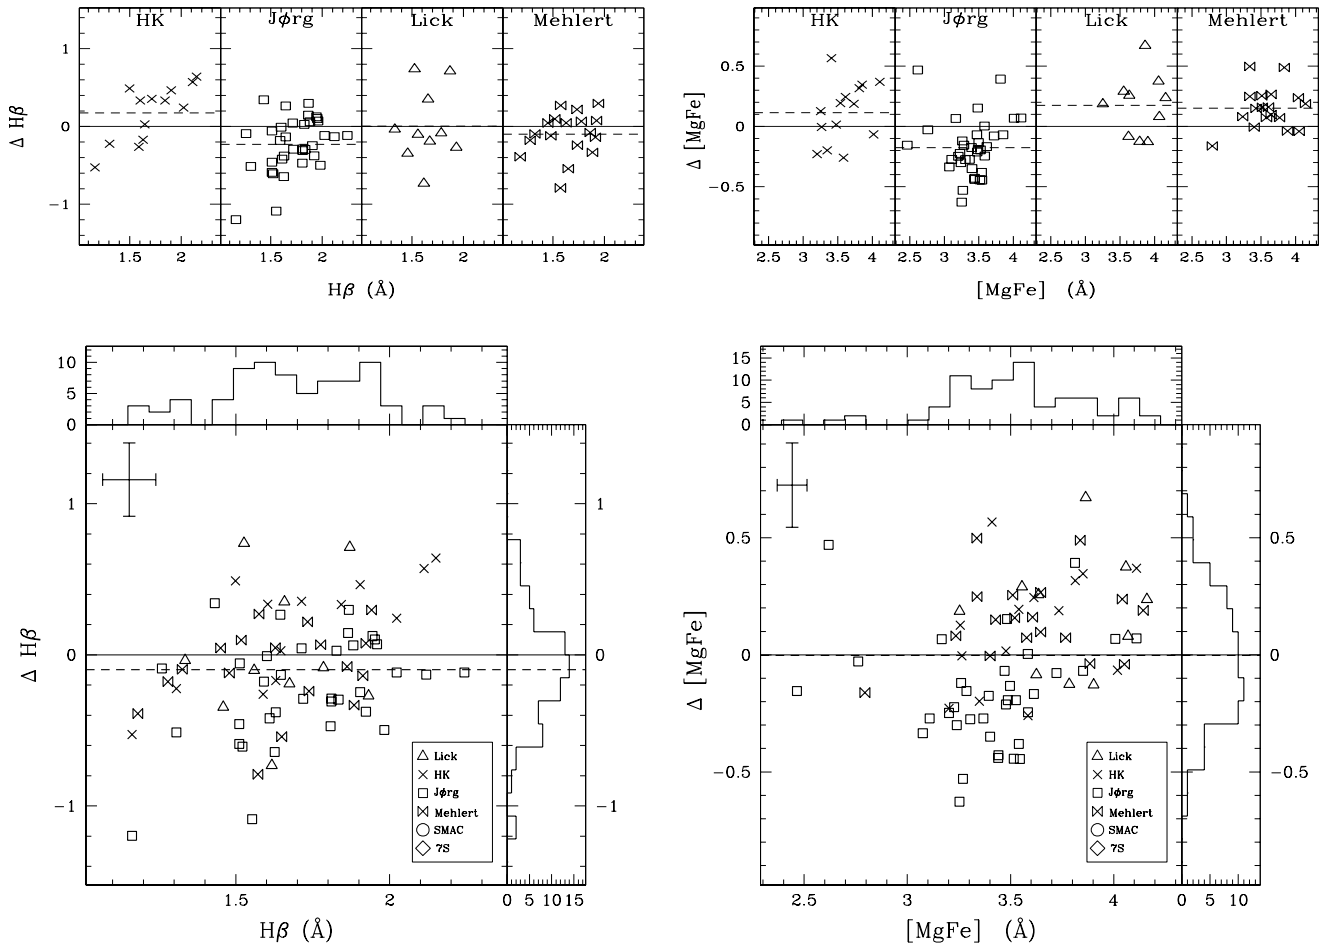 HK Jørg Lick Mehlert
1
0
−1
Δ Hβ
1.5 2 1.5 2 1.5 2 1.5 2
Hβ (Å)
HK Jørg Lick Mehlert
0.5
0
−0.5
Δ [MgFe]
2.5 3 3.5 4 2.5 3 3.5 4 2.5 3 3.5 4 2.5 3 3.5 4
[MgFe] (Å)
10
5
0
1
0
−1
Δ Hβ
1
0
−1
Lick
HK
Jørg
Mehlert
SMAC
7S
1.5 2
0 5 10 15
Hβ (Å)
15
10
5
0
0.5
0
−0.5
Δ [MgFe]
0.5
0
−0.5
Lick
HK
Jørg
Mehlert
SMAC
7S
2.5 3 3.5 4
0 5 10
[MgFe] (Å)